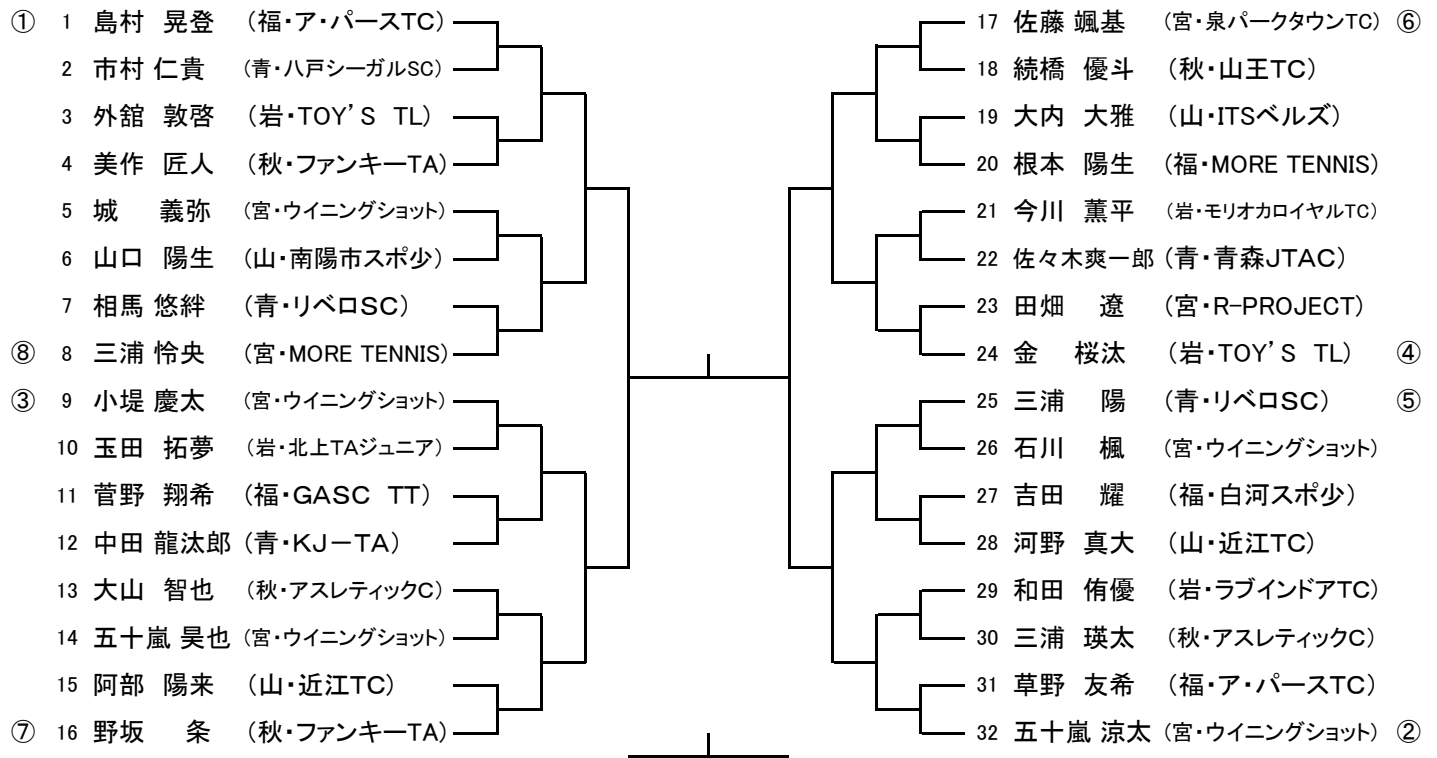 ① 1 島村 晃登 (福・ア・パースTC)
2 市村 仁貴 (青・八戸シーガルSC)
3 外舘 敦啓 (岩・TOY'S TL)
4 美作 匠人 (秋・ファンキーTA)
5 城 義弥 (宮・ウイニングショット)
6 山口 陽生 (山・南陽市スポ少)
7 相馬 悠絆 (青・リベロSC)
⑧ 8 三浦 怜央 (宮・MORE TENNIS)
③ 9 小堤 慶太 (宮・ウイニングショット)
10 玉田 拓夢 (岩・北上TAジュニア)
11 菅野 翔希 (福・GASC TT)
12 中田 龍汰郎 (青・KJ－TA)
13 大山 智也 (秋・アスレティックC)
14 五十嵐 昊也 (宮・ウイニングショット)
15 阿部 陽来 (山・近江TC)
⑦ 16 野坂 条 (秋・ファンキーTA)
17 佐藤 颯基 (宮・泉パークタウンTC) ⑥
18 続橋 優斗 (秋・山王TC)
19 大内 大雅 (山・ITSベルズ)
20 根本 陽生 (福・MORE TENNIS)
21 今川 薫平 (岩・モリオカロイヤルTC)
22 佐々木爽一郎 (青・青森JTAC)
23 田畑 遼 (宮・R-PROJECT)
24 金 桜汰 (岩・TOY'S TL) ④
25 三浦 陽 (青・リベロSC) ⑤
26 石川 楓 (宮・ウイニングショット)
27 吉田 耀 (福・白河スポ少)
28 河野 真大 (山・近江TC)
29 和田 侑優 (岩・ラブインドアTC)
30 三浦 瑛太 (秋・アスレティックC)
31 草野 友希 (福・ア・パースTC)
32 五十嵐 涼太 (宮・ウイニングショット) ②